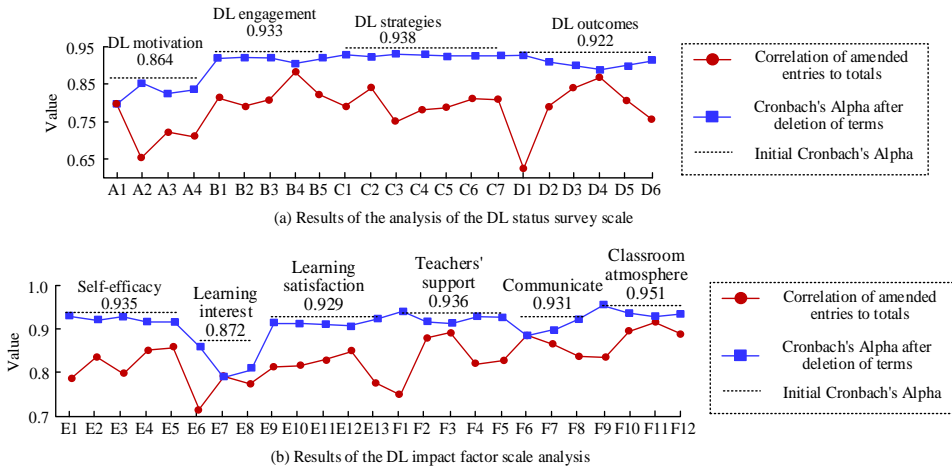 DL engagement
0.933
DL strategies
0.938
DL outcomes
0.922
DL motivation
0.864
0.95
0.85
0.75
0.65
Value
A1 A2 A3 A4 B1 B2 B3 B4 B5 C1 C2 C3 C4 C5 C6 C7 D1 D2 D3 D4 D5 D6
Correlation of amended
entries to totals
Cronbach's Alpha after
deletion of terms
Initial Cronbach's Alpha
(a) Results of the analysis of the DL status survey scale
Self-efficacy
0.935
Learning
interest
0.872
Learning
satisfaction
0.929
Teachers'
support
0.936
Communicate
0.931
Classroom
atmosphere
0.951
1.0
0.9
0.8
0.7
Value
E1 E2 E3 E4 E5 E6 E7 E8 E9 E10 E11 E12 E13 F1 F2 F3 F4 F5 F6 F7 F8 F9 F10 F11 F12
Correlation of amended
entries to totals
Cronbach's Alpha after
deletion of terms
Initial Cronbach's Alpha
(b) Results of the DL impact factor scale analysis